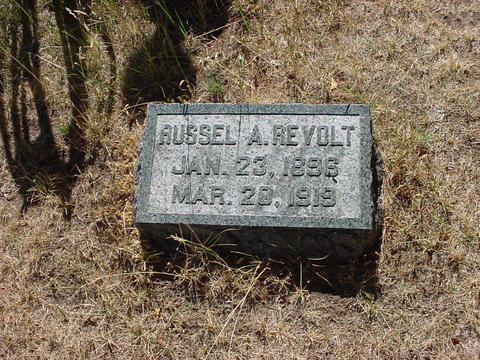 RUSSEL A. REVOLT
JAN. 23, 1896
MAR. 20, 1919